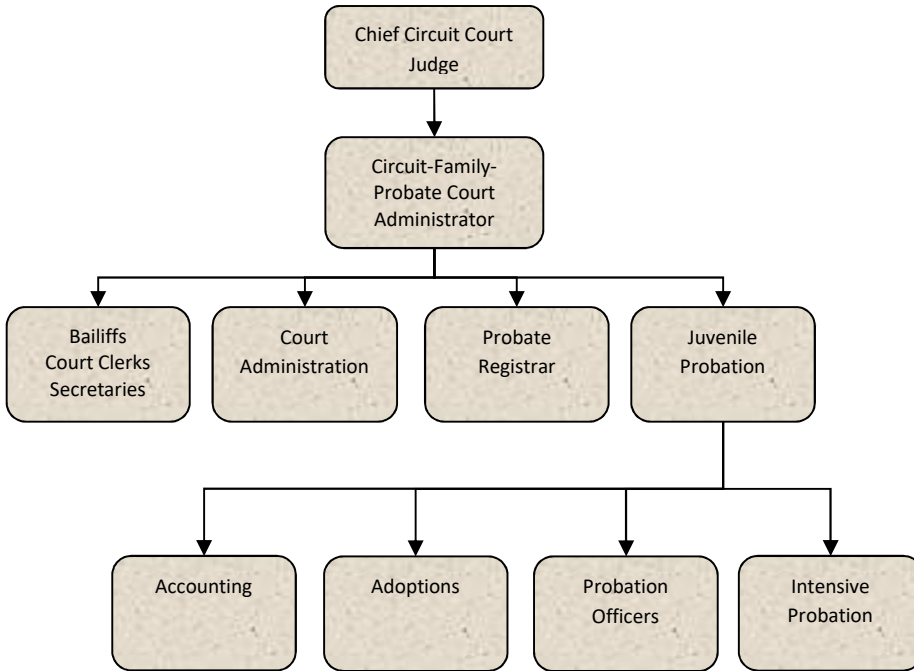 Chief Circuit Court
Judge
Circuit-Family-
Probate Court
Administrator
Bailiffs
Court Clerks
Secretaries
Court
Administration
Probate
Registrar
Juvenile
Probation
Accounting
Adoptions
Probation
Officers
Intensive
Probation